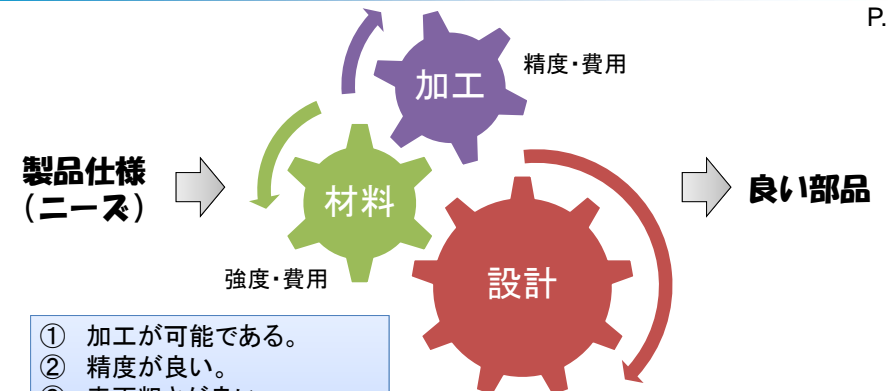 P.
加工
精度・費用
製品仕様
(ニーズ)
材料
良い部品
強度・費用
設計
① 加工が可能である。
② 精度が良い。